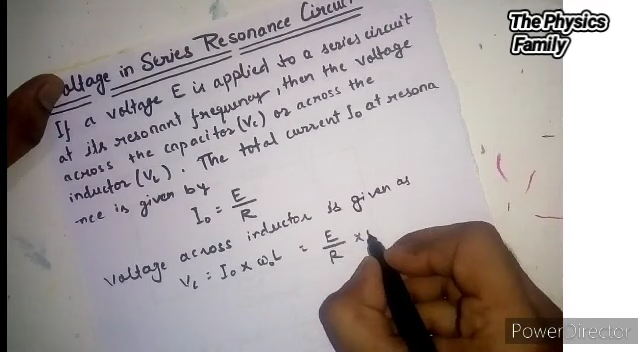 oltage in Series Resonance Circuit
If a voltage E is applied to a series circuit
at its resonant frequency, then the voltage
across the capacitor (Vc) or across the
inductor (VL). The total current I₀ at resona
-nce is given by
I₀ = E/R
Voltage across inductor is given as
VL = I₀ × ω₀L = E/R ×
The Physics
Family
PowerDirector